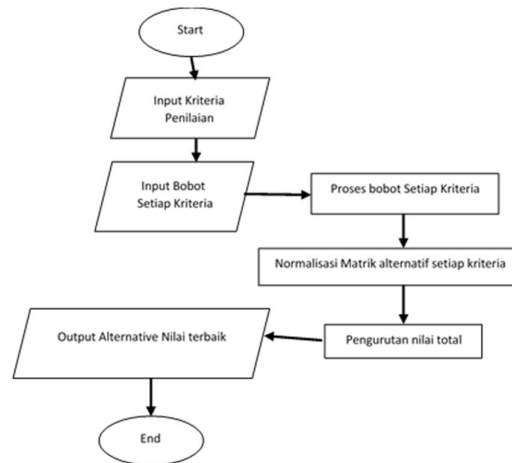 Start
Input Kriteria
Penilaian
Input Bobot
Setiap Kriteria
Proses bobot Setiap Kriteria
Normalisasi Matrik alternatif setiap kriteria
Pengurutan nilai total
Output Alternative Nilai terbaik
End